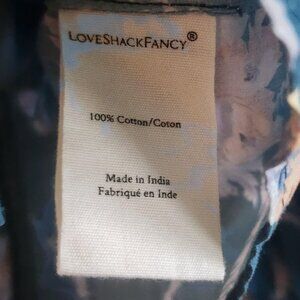 LOVESHACKFANCY®
100% Cotton/Coton
Made in India
Fabriqué en Inde